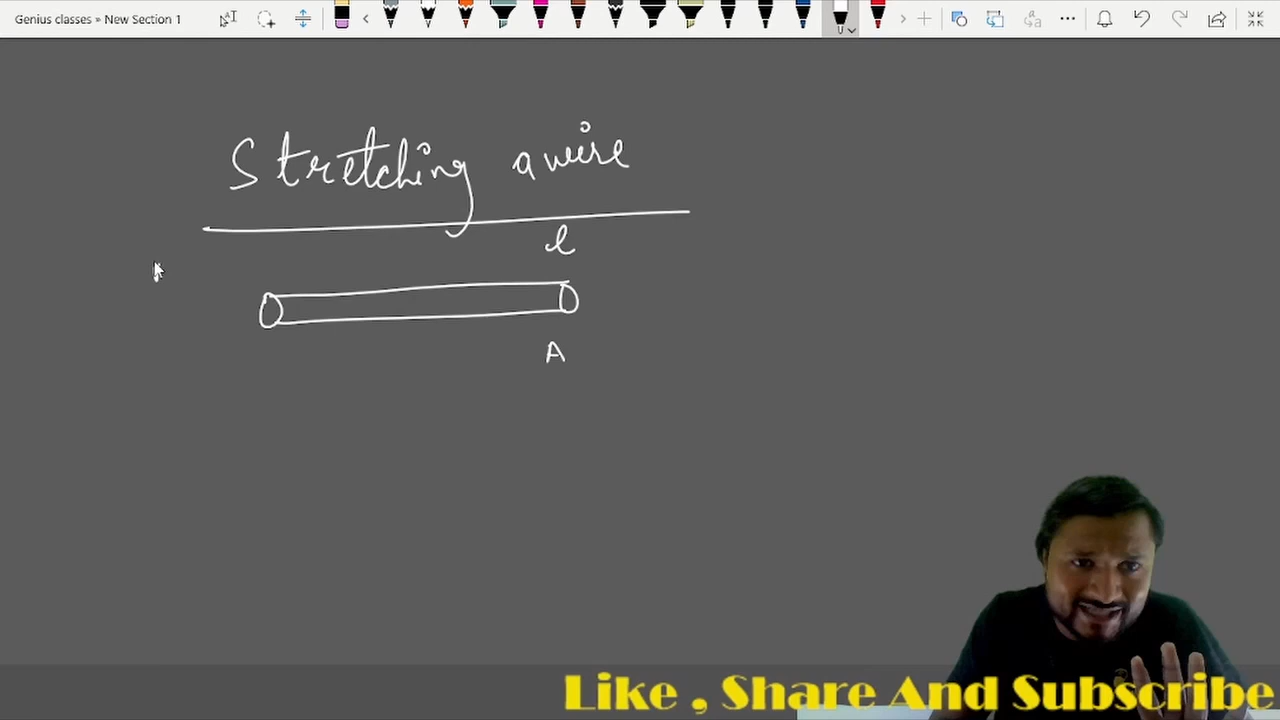 Genius classes » New Section 1
Stretching a wire
l
A
Like , Share And Subscribe